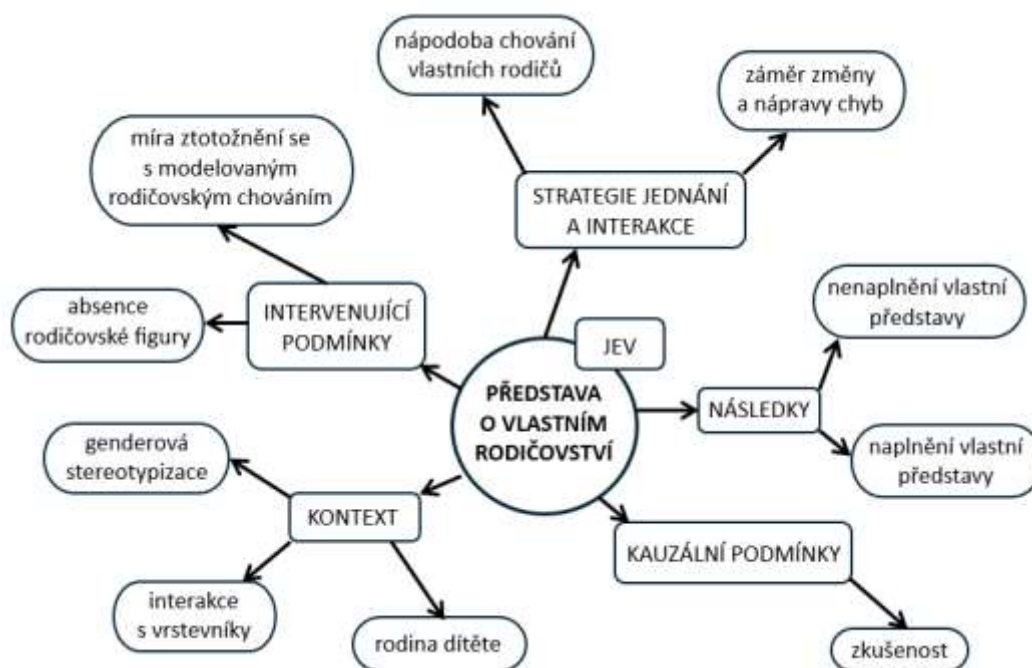 nápodoba chování
vlastních rodičů
záměr změny
a nápravy chyb
míra ztotožnění se
s modelovaným
rodičovským chováním
STRATEGIE JEDNÁNÍ
A INTERAKCE
absence
rodičovské figury
INTERVENUJÍCÍ
PODMÍNKY
nenaplnění vlastní
představy
JEV
PŘEDSTAVA
O VLASTNÍM
RODIČOVSTVÍ
NÁSLEDKY
naplnění vlastní
představy
genderová
stereotypizace
KONTEXT
KAUZÁLNÍ PODMÍNKY
interakce
s vrstevníky
rodina dítěte
zkušenost